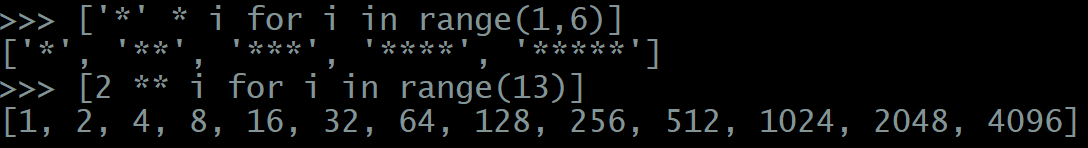 >>> ['*' * i for i in range(1,6)]
['*', '**', '***', '****', '*****']
>>> [2 ** i for i in range(13)]
[1, 2, 4, 8, 16, 32, 64, 128, 256, 512, 1024, 2048, 4096]